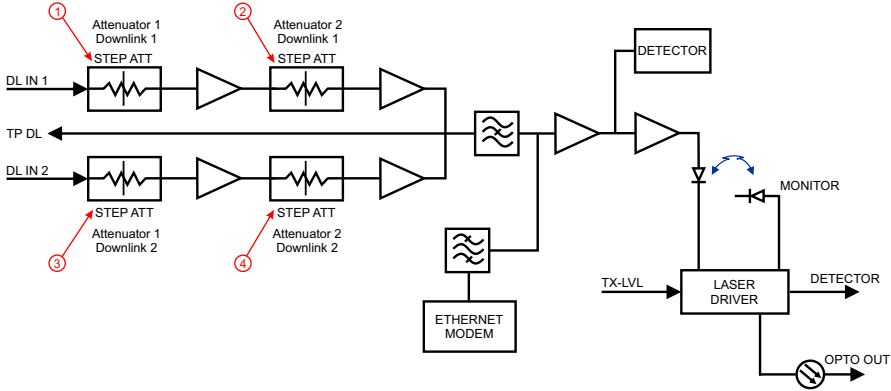 1
Attenuator 1
Downlink 1
2
Attenuator 2
Downlink 1
STEP ATT
STEP ATT
DETECTOR
DL IN 1
TP DL
DL IN 2
STEP ATT
STEP ATT
3
Attenuator 1
Downlink 2
4
Attenuator 2
Downlink 2
MONITOR
ETHERNET
MODEM
TX-LVL
LASER
DRIVER
DETECTOR
OPTO OUT